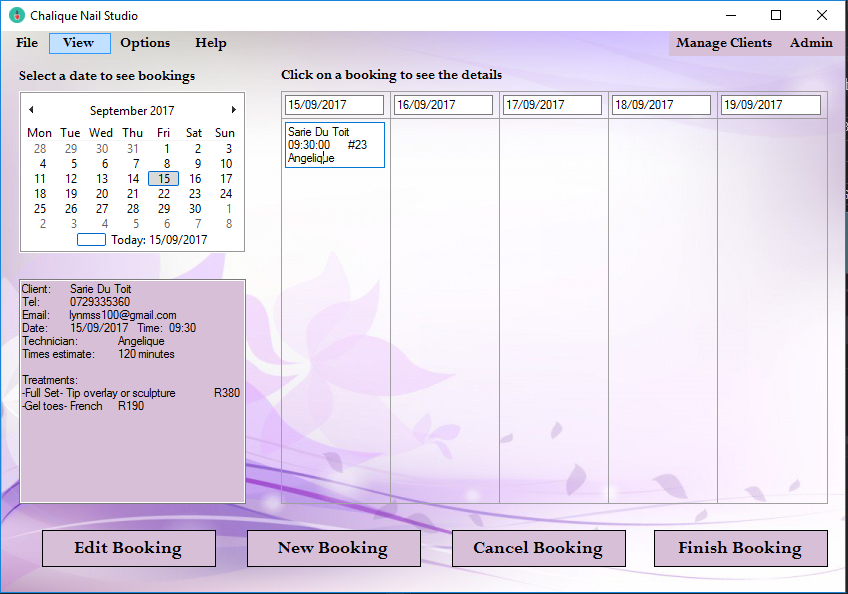 Chalique Nail Studio
File View Options Help Manage Clients Admin
Select a date to see bookings
Click on a booking to see the details
September 2017
Mon Tue Wed Thu Fri Sat Sun
28 29 30 31 1 2 3
4 5 6 7 8 9 10
11 12 13 14 15 16 17
18 19 20 21 22 23 24
25 26 27 28 29 30 1
2 3 4 5 6 7 8
Today: 15/09/2017
15/09/2017 16/09/2017 17/09/2017 18/09/2017 19/09/2017
Sarie Du Toit
09:30:00 #23
Angelique
Client: Sarie Du Toit
Tel: 0729335360
Email: lynmss100@gmail.com
Date: 15/09/2017 Time: 09:30
Technician: Angelique
Times estimate: 120 minutes
Treatments:
-Full Set- Tip overlay or sculpture R380
-Gel toes- French R190
Edit Booking New Booking Cancel Booking Finish Booking